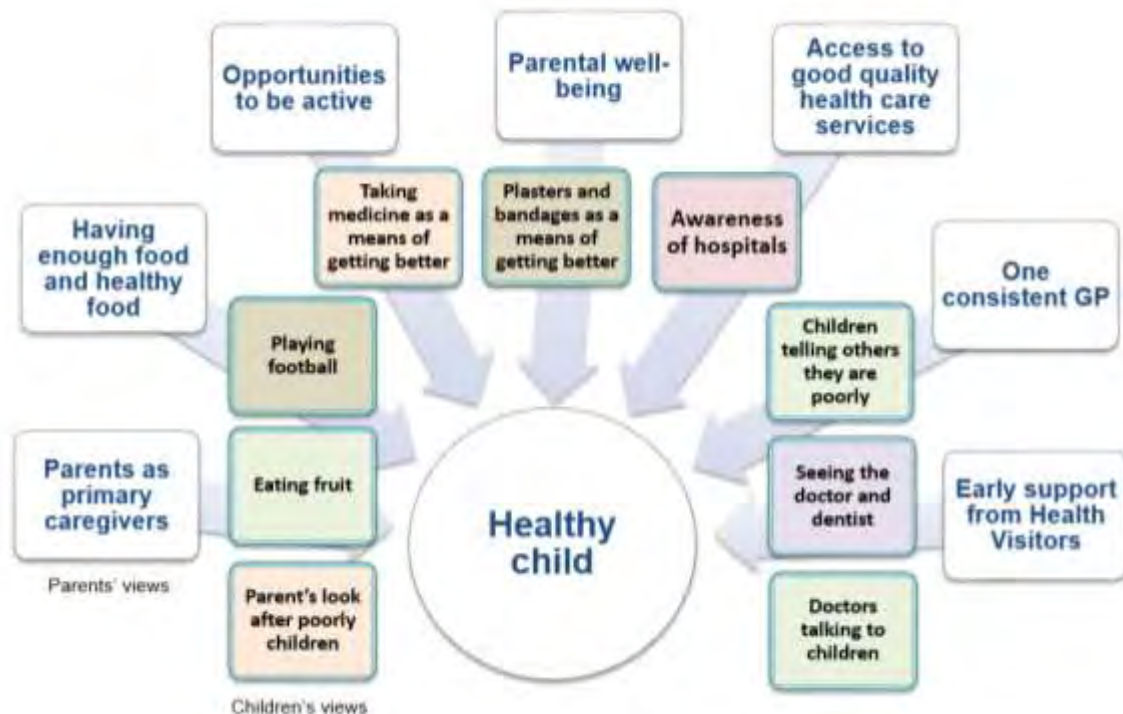 Opportunities
to be active
Parental well-
being
Access to
good quality
health care
services
Having
enough food
and healthy
food
Taking
medicine as a
means of
getting better
Plasters and
bandages as a
means of
getting better
Awareness
of hospitals
One
consistent GP
Playing
football
Children
telling others
they are
poorly
Parents as
primary
caregivers
Eating fruit
Healthy
child
Seeing the
doctor and
dentist
Early support
from Health
Visitors
Parents' views
Parent's look
after poorly
children
Doctors
talking to
children
Children's views